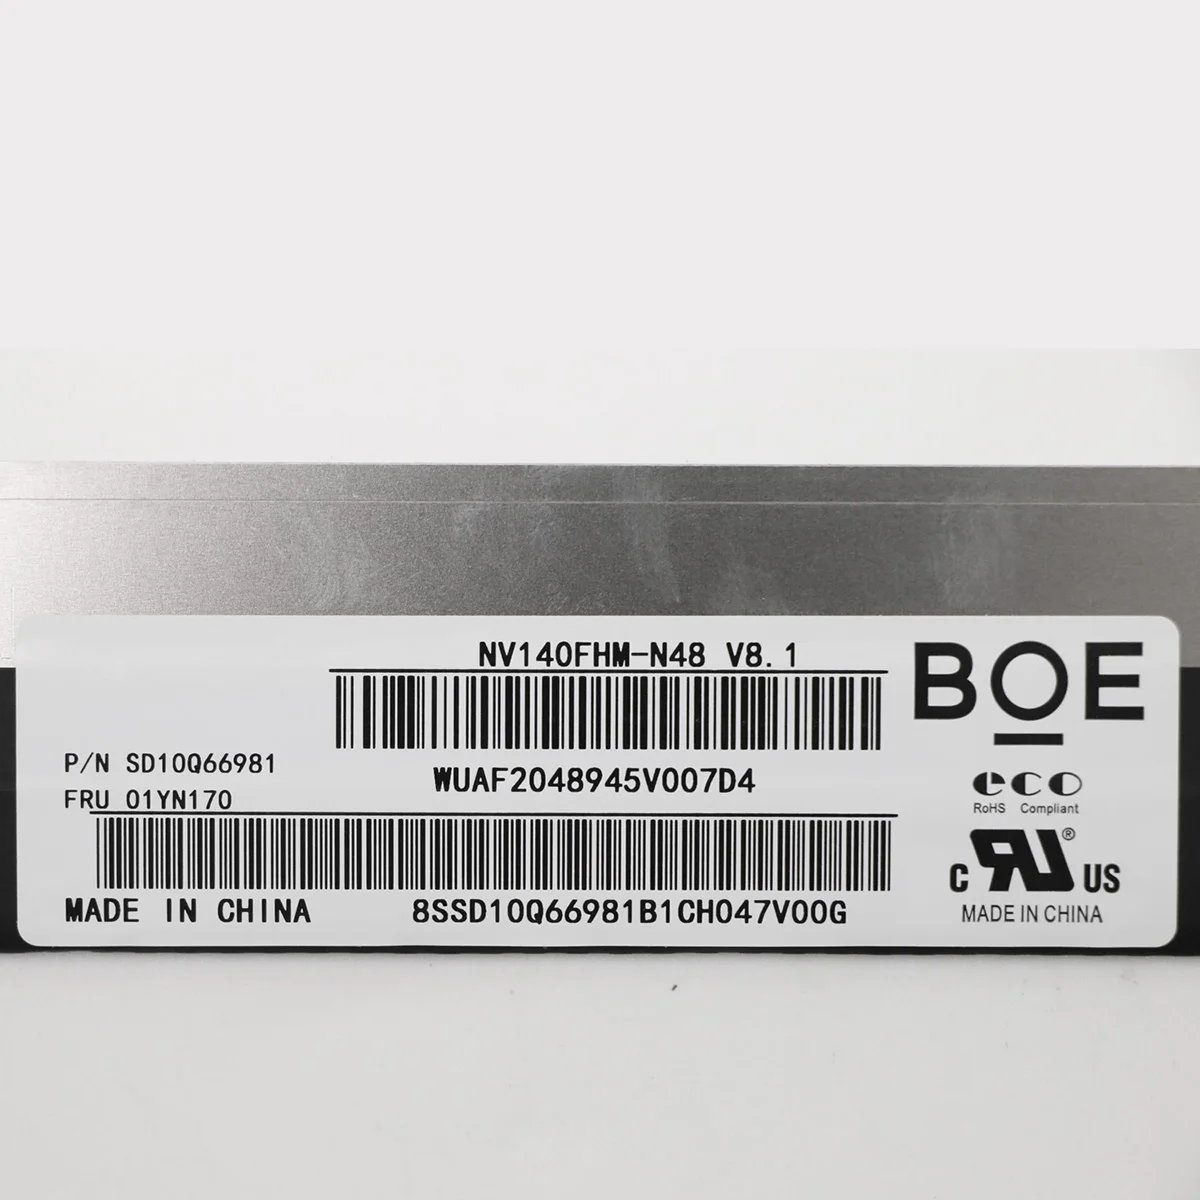 NV140FHM-N48 V8.1
BOE
P/N SD10Q66981
WUAF2048945V007D4
FRU 01YN170
eco
RoHS Compliant
C RU® US
MADE IN CHINA
8SSD10Q66981B1CH047V00G
MADE IN CHINA